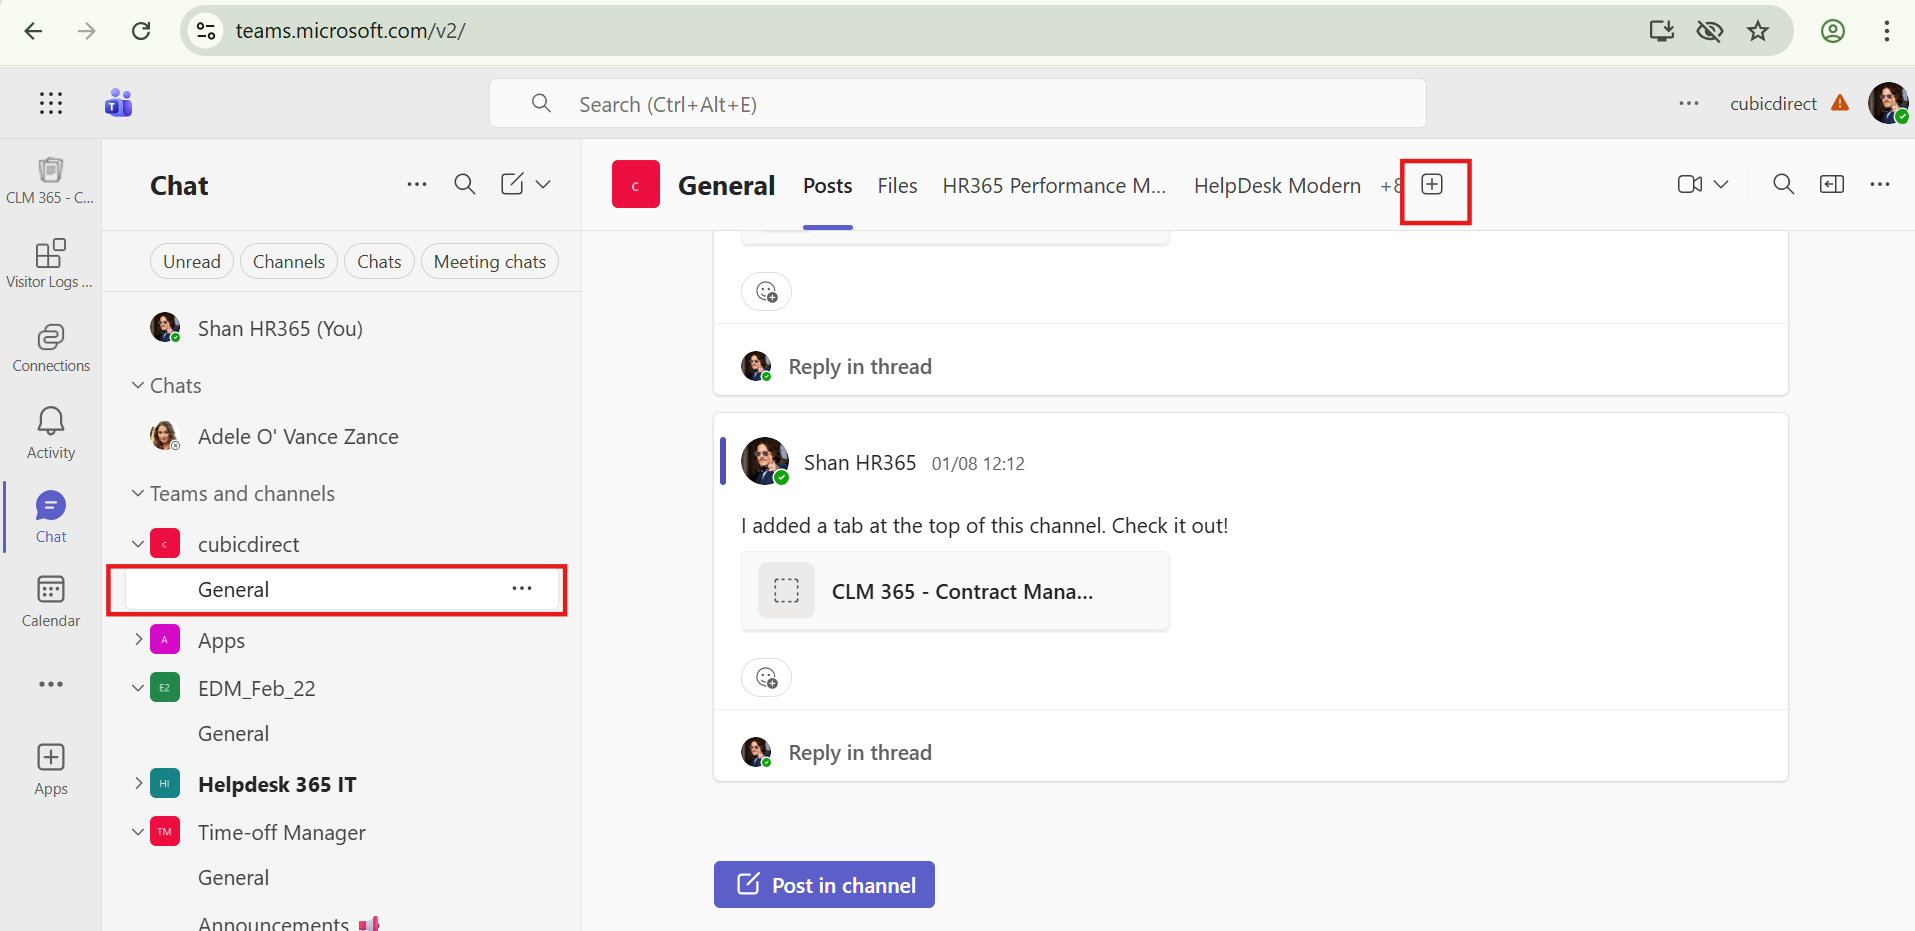 teams.microsoft.com/v2/
Search (Ctrl+Alt+E)
cubicdirect
CLM 365 - C...
Visitor Logs ...
Connections
Activity
Chat
Calendar
Apps
Chat
Unread
Channels
Chats
Meeting chats
Shan HR365 (You)
Chats
Adele O' Vance Zance
Teams and channels
c
cubicdirect
General
A
Apps
E2
EDM_Feb_22
General
HI
Helpdesk 365 IT
TM
Time-off Manager
General
Announcements
c
General
Posts
Files
HR365 Performance M...
HelpDesk Modern
+8
Reply in thread
Shan HR365 01/08 12:12
I added a tab at the top of this channel. Check it out!
CLM 365 - Contract Mana...
Reply in thread
Post in channel